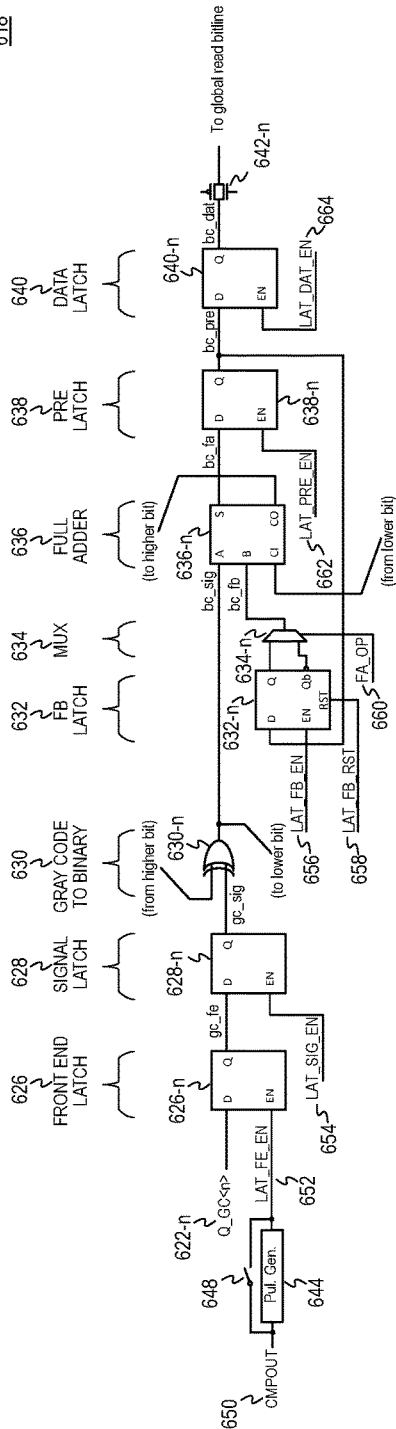 618
626
FRONT END
LATCH
628
SIGNAL
LATCH
630
GRAY CODE
TO BINARY
632
FB
LATCH
634
MUX
636
FULL
ADDER
638
PRE
LATCH
640
DATA
LATCH
650
CMPOUT
648
Pul. Gen.
644
622-n
Q_GC<n>
LAT_FE_EN
652
626-n
D
Q
EN
gc_fe
654
LAT_SIG_EN
628-n
D
Q
EN
gc_sig
(from higher bit)
630-n
(to lower bit)
656
LAT_FB_EN
658
LAT_FB_RST
632-n
D
Q
EN
Qb
RST
634-n
660
FA_OP
bc_sig
bc_fb
(to higher bit)
636-n
A
S
B
CI
CO
(from lower bit)
bc_fa
662
LAT_PRE_EN
D
Q
EN
638-n
bc_pre
640-n
D
Q
EN
LAT_DAT_EN
664
bc_dat
642-n
To global read bitline